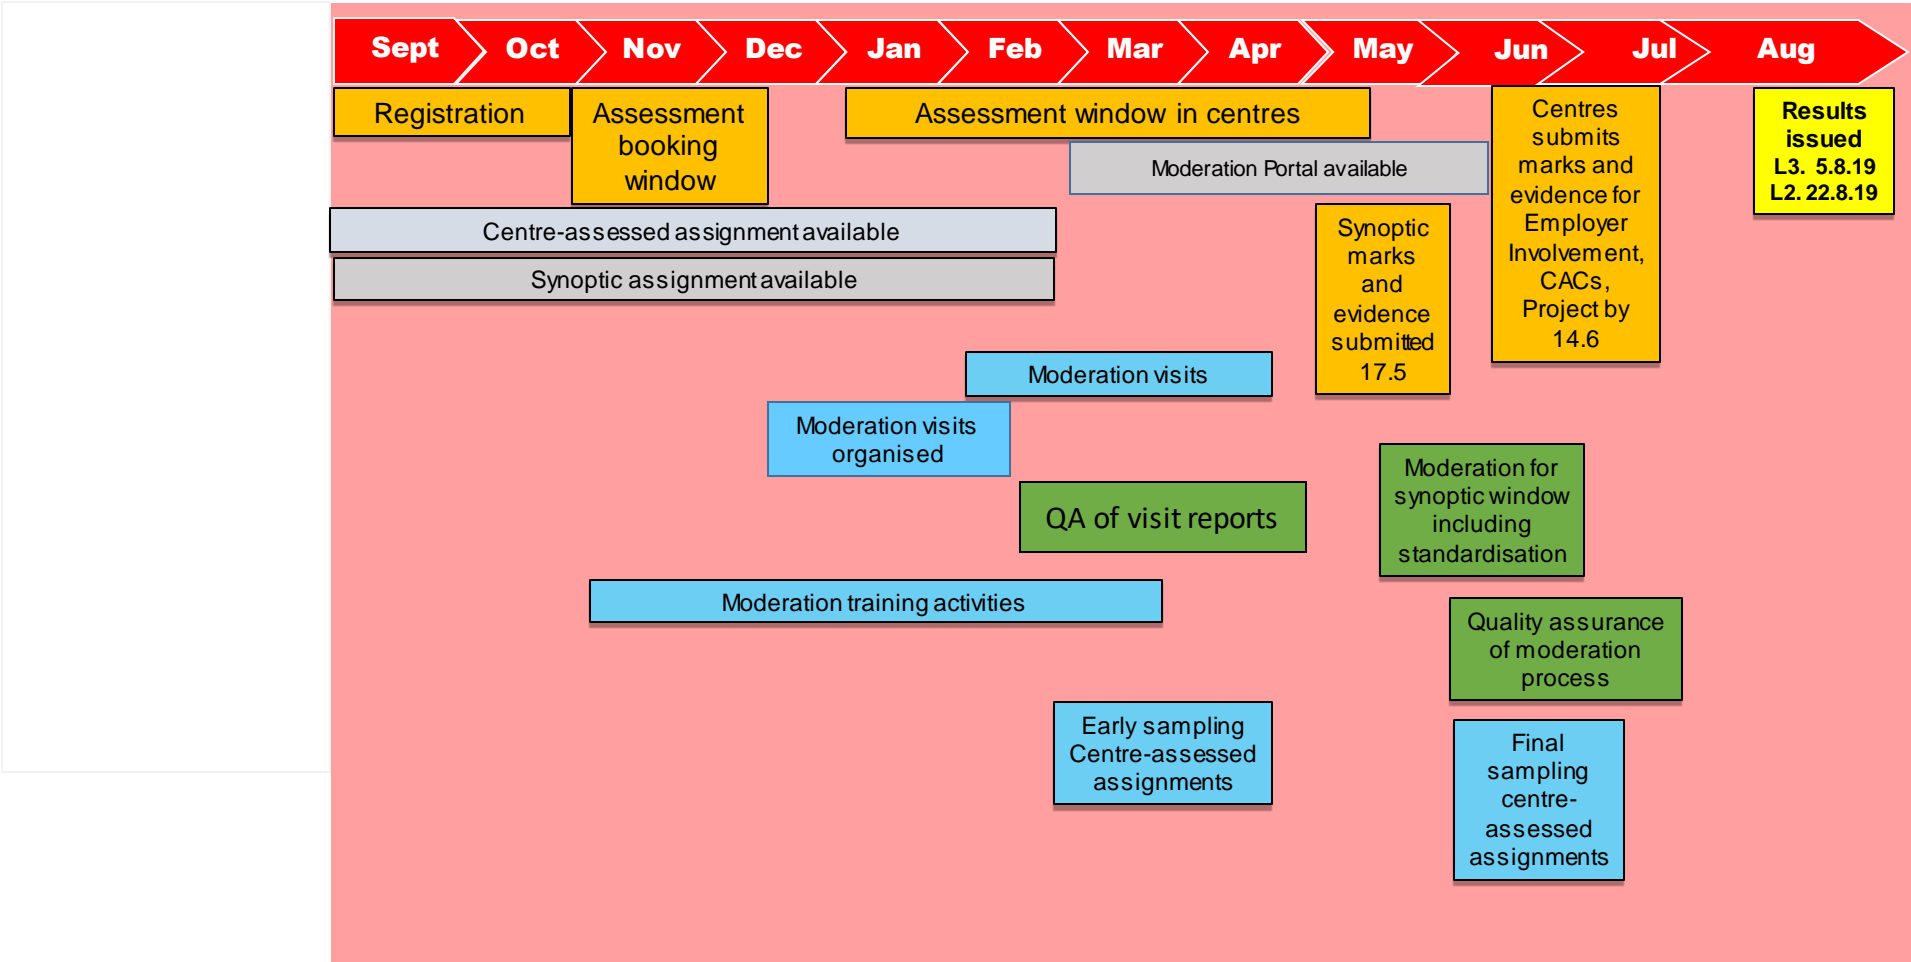 Sept Oct Nov Dec Jan Feb Mar Apr May Jun Jul Aug
Registration
Assessment
booking
window
Assessment window in centres
Moderation Portal available
Centres
submits
marks and
evidence for
Employer
Involvement,
CACs,
Project by
14.6
Results
issued
L3. 5.8.19
L2. 22.8.19
Centre-assessed assignment available
Synoptic assignment available
Synoptic
marks
and
evidence
submitted
17.5
Moderation visits
Moderation visits
organised
QA of visit reports
Moderation for
synoptic window
including
standardisation
Moderation training activities
Quality assurance
of moderation
process
Early sampling
Centre-assessed
assignments
Final
sampling
centre-
assessed
assignments